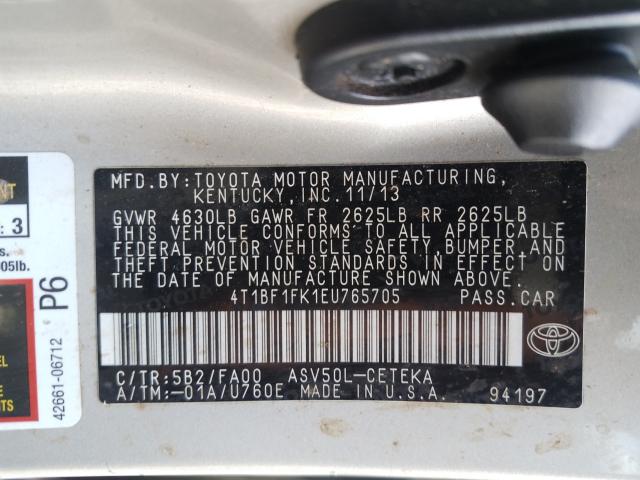 MFD.BY:TOYOTA MOTOR MANUFACTURING,
KENTUCKY, INC.11/13
GVWR 4630LB GAWR FR 2625LB RR 2625LB
THIS VEHICLE CONFORMS TO ALL APPLICABLE
FEDERAL MOTOR VEHICLE SAFETY, BUMPER AND
THEFT PREVENTION STANDARDS IN EFFECT ON
THE DATE OF MANUFACTURE SHOWN ABOVE.
4T1BF1FK1EU765705 PASS.CAR
C/TR:5B2/FA00 ASV50L-CETEKA
A/TM:-01A/U760E MADE IN U.S.A. 94197
: 3
05lb.
P6
42661-06712